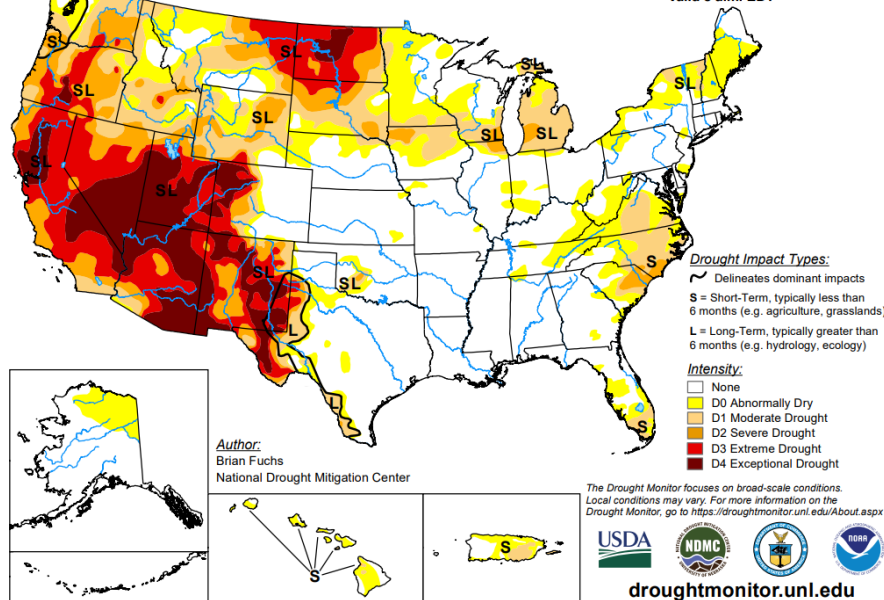 S
SL
SL
SL
SL
SL
SL
SL
SL
SL
SL
SL
SL
L
L
S
S
Drought Impact Types:
Delineates dominant impacts
S = Short-Term, typically less than
6 months (e.g. agriculture, grasslands)
L = Long-Term, typically greater than
6 months (e.g. hydrology, ecology)
Intensity:
None
D0 Abnormally Dry
D1 Moderate Drought
D2 Severe Drought
D3 Extreme Drought
D4 Exceptional Drought
Author:
Brian Fuchs
National Drought Mitigation Center
S
S
The Drought Monitor focuses on broad-scale conditions.
Local conditions may vary. For more information on the
Drought Monitor, go to https://droughtmonitor.unl.edu/About.aspx
USDA
NDMC
NOAA
droughtmonitor.unl.edu